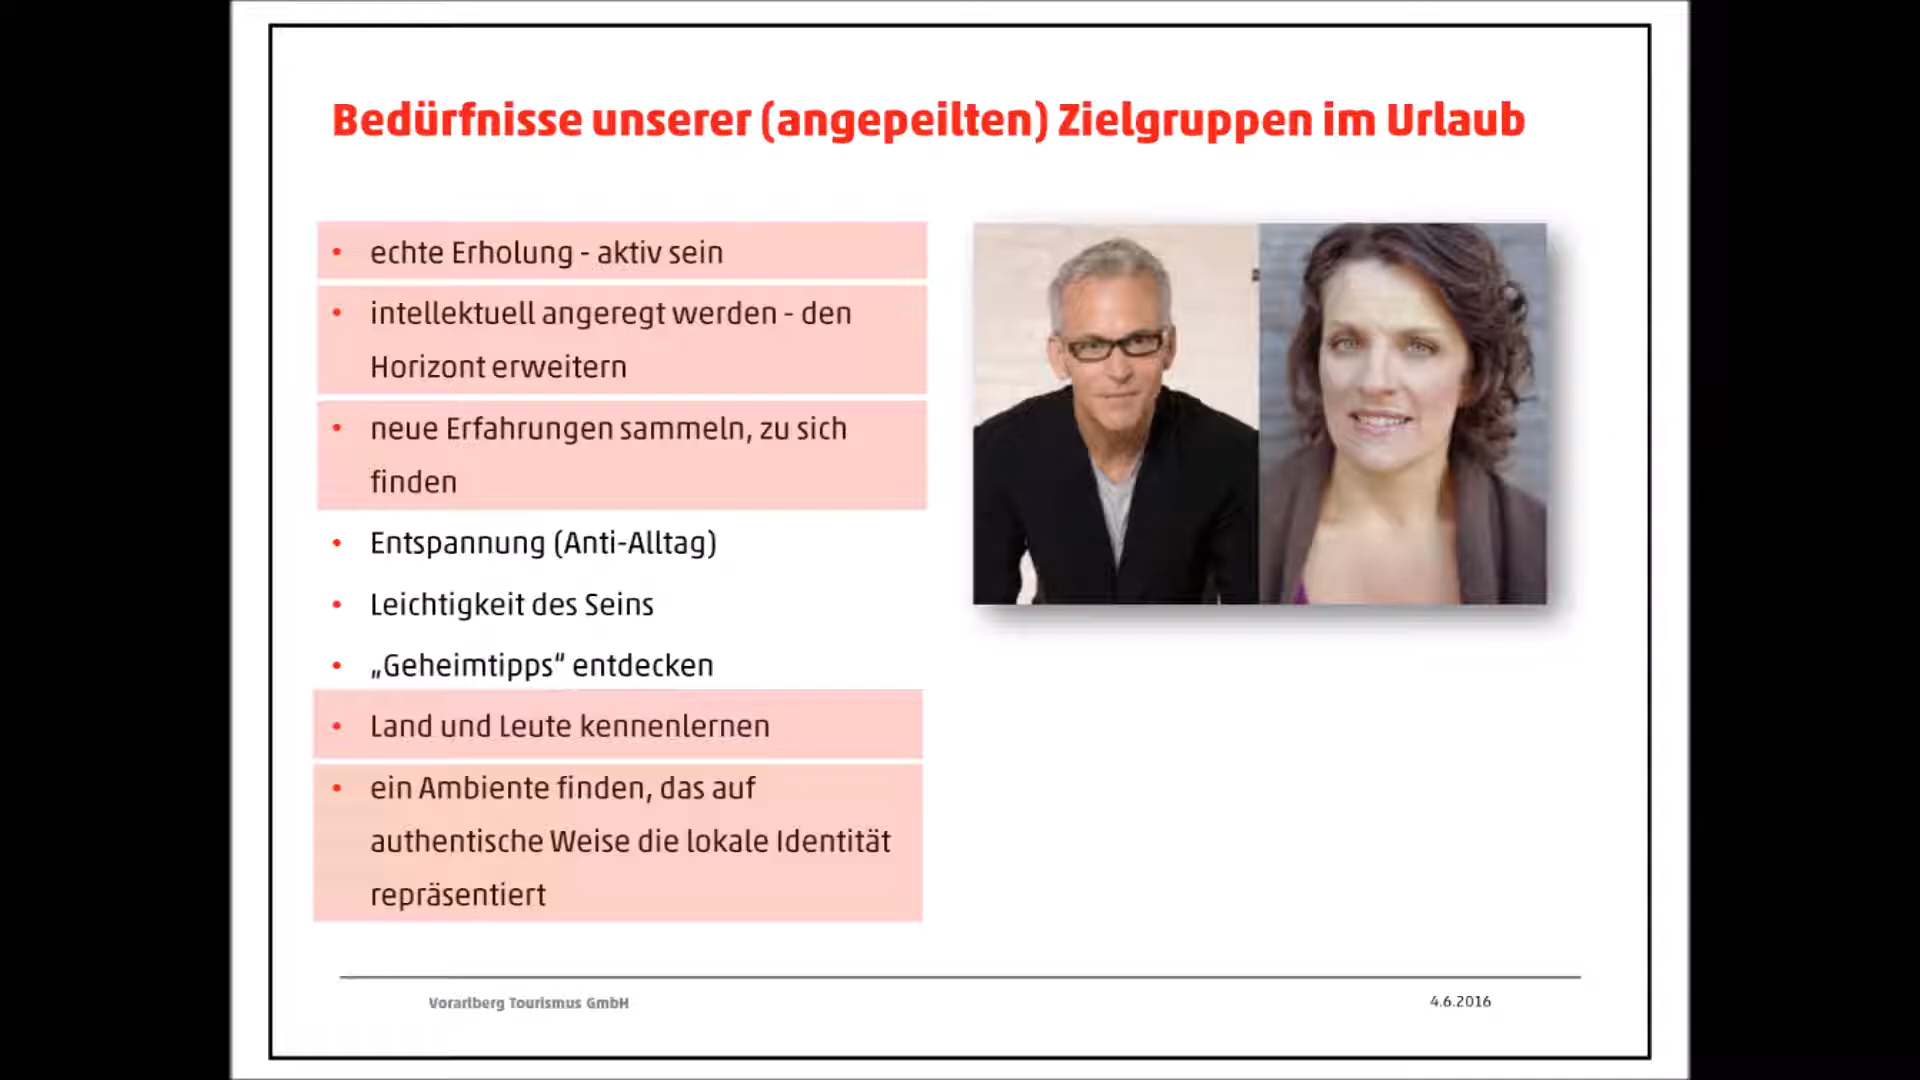 Bedürfnisse unserer (angepeilten) Zielgruppen im Urlaub
• echte Erholung - aktiv sein
• intellektuell angeregt werden - den
Horizont erweitern
• neue Erfahrungen sammeln, zu sich
finden
• Entspannung (Anti-Alltag)
• Leichtigkeit des Seins
• „Geheimtipps“ entdecken
• Land und Leute kennenlernen
• ein Ambiente finden, das auf
authentische Weise die lokale Identität
repräsentiert
Vorarlberg Tourismus GmbH
4.6.2016